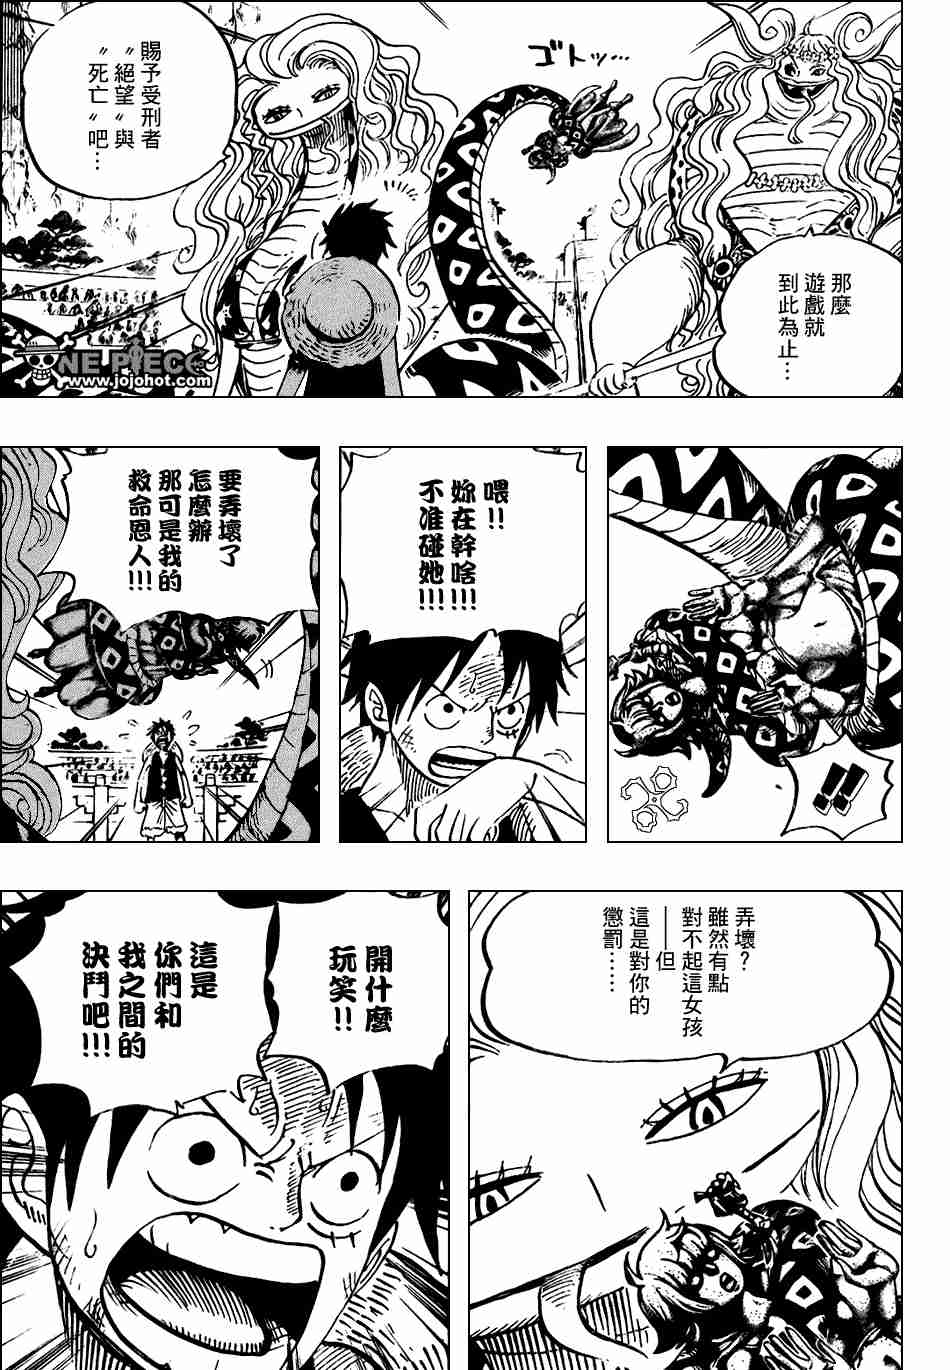 那麼
遊戲就
到此為止…
ゴトッ…
賜予受刑者
〝絕望〞與
〝死亡〞吧…
ONE PIECE
www.jojohot.com
!!
喂!!
妳在幹啥!!!
不准碰她!!!
要弄壞了
怎麼辦
那可是我的
救命恩人!!!
弄壞?
雖然有點
對不起這女孩
──但
這是對你的
懲罰……
開什麼
玩笑!!
這是
你們和
我之間的
決鬥吧!!!